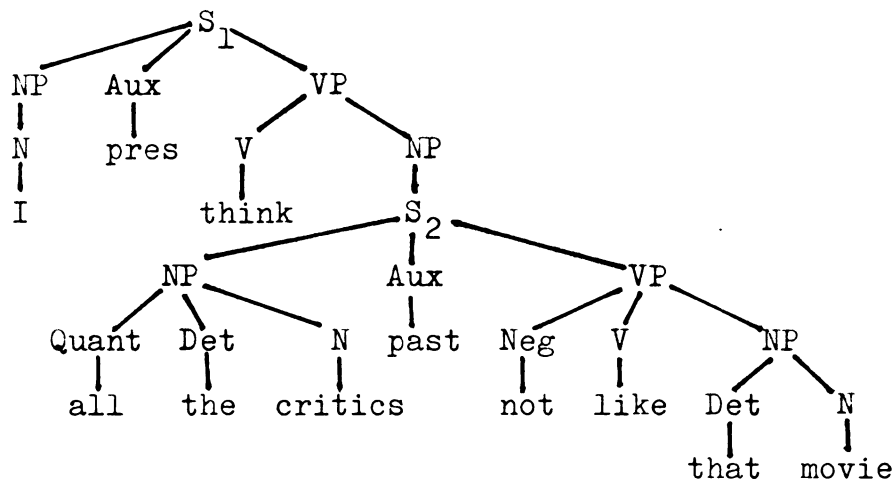 S1
NP Aux VP
N pres V NP
I think S2
NP Aux VP
Quant Det N past Neg V NP
all the critics not like Det N
that movie